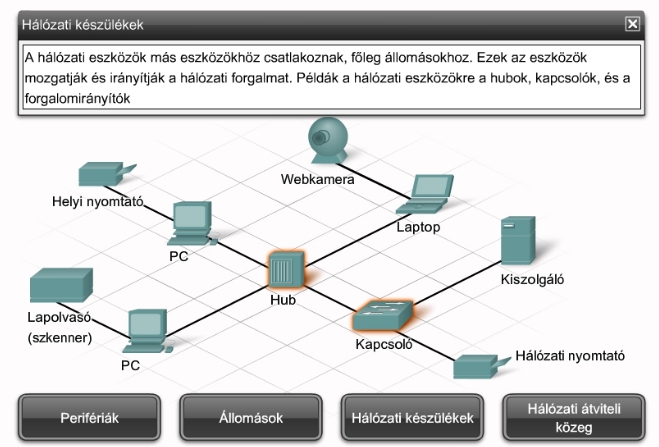 Hálózati készülékek
A hálózati eszközök más eszközökhöz csatlakoznak, főleg állomásokhoz. Ezek az eszközök
mozgatják és irányítják a hálózati forgalmat. Példák a hálózati eszközökre a hubok, kapcsolók, és a
forgalomirányítók
Webkamera
Helyi nyomtató
Laptop
PC
Kiszolgáló
Hub
Lapolvasó
(szkenner)
Kapcsoló
Hálózati nyomtató
PC
Perifériák
Állomások
Hálózati készülékek
Hálózati átviteli
közeg